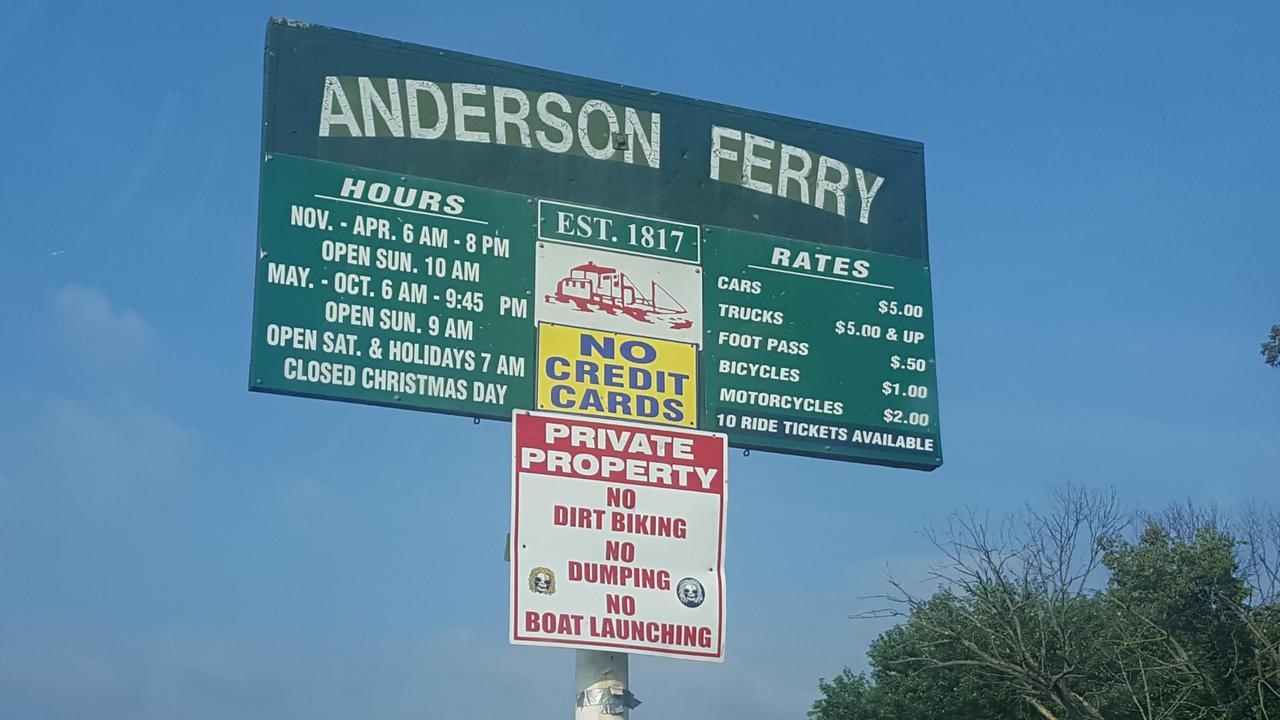 ANDERSON FERRY
HOURS
NOV. - APR. 6 AM - 8 PM
OPEN SUN. 10 AM
MAY. - OCT. 6 AM - 9:45 PM
OPEN SUN. 9 AM
OPEN SAT. & HOLIDAYS 7 AM
CLOSED CHRISTMAS DAY
EST. 1817
NO
CREDIT
CARDS
RATES
CARS $5.00
TRUCKS $5.00 & UP
FOOT PASS $.50
BICYCLES $1.00
MOTORCYCLES $2.00
10 RIDE TICKETS AVAILABLE
PRIVATE
PROPERTY
NO
DIRT BIKING
NO
DUMPING
NO
BOAT LAUNCHING